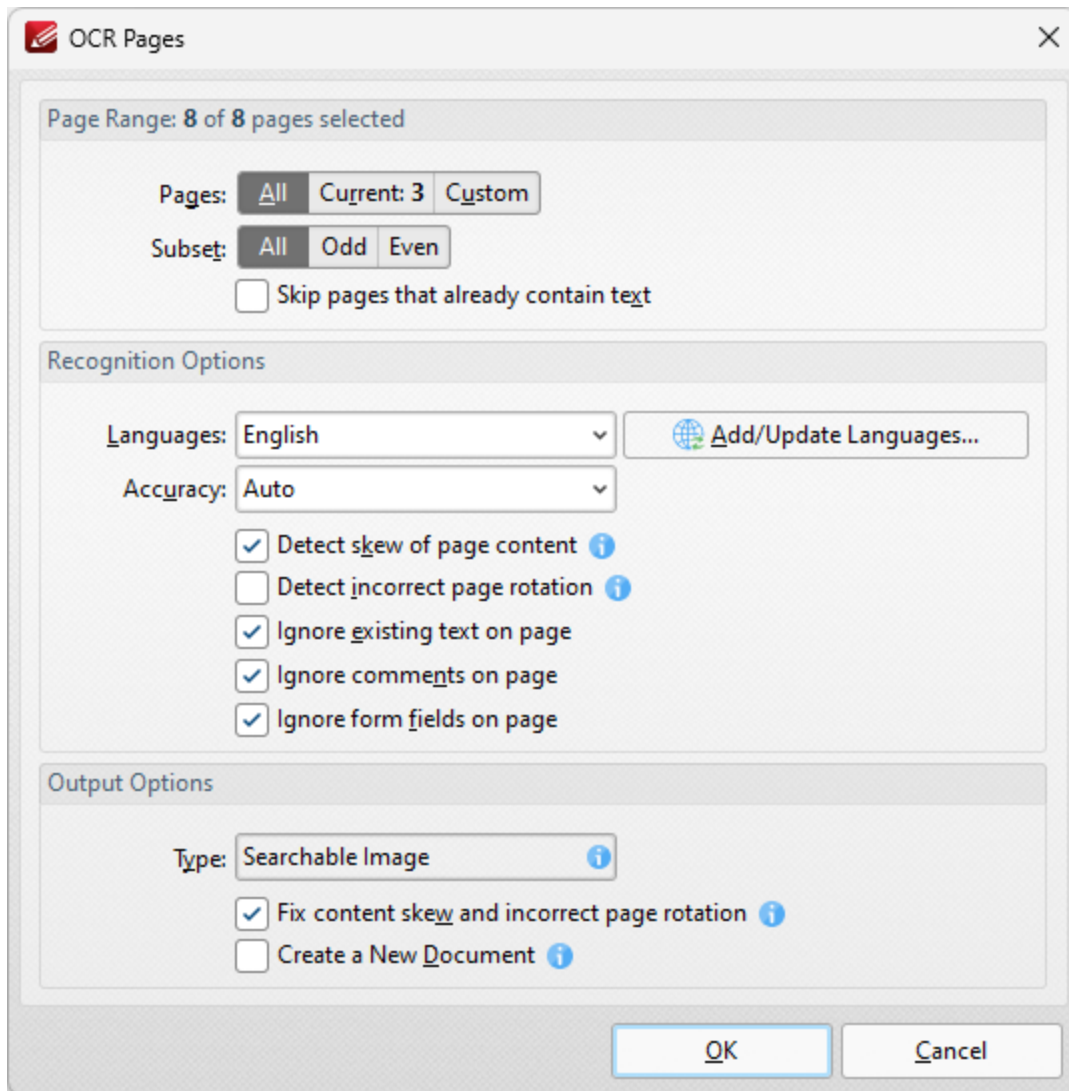 OCR Pages
Page Range: 8 of 8 pages selected
Pages: All Current: 3 Custom
Subset: All Odd Even
Skip pages that already contain text
Recognition Options
Languages: English Add/Update Languages...
Accuracy: Auto
Detect skew of page content
Detect incorrect page rotation
Ignore existing text on page
Ignore comments on page
Ignore form fields on page
Output Options
Type: Searchable Image
Fix content skew and incorrect page rotation
Create a New Document
OK Cancel